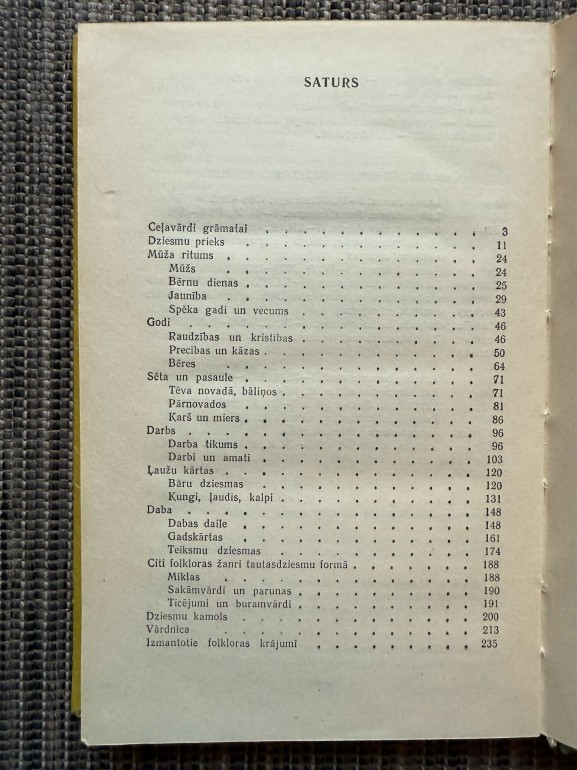 SATURS
Ceļavārdi grāmatai . . . . . . . . . . . . 3
Dziesmu prieks . . . . . . . . . . . . . 11
Mūža ritums . . . . . . . . . . . . . . 24
Mūžs . . . . . . . . . . . . . . 24
Bērnu dienas . . . . . . . . . . . . . 25
Jaunība . . . . . . . . . . . . . . 29
Spēka gadi un vecums . . . . . . . . . . . 43
Godi . . . . . . . . . . . . . . . 46
Raudzības un kristības . . . . . . . . . . 46
Precības un kāzas . . . . . . . . . . . . 50
Bēres . . . . . . . . . . . . . . 64
Sēta un pasaule . . . . . . . . . . . . . 71
Tēva novadā, bāliņos . . . . . . . . . . . 71
Pārnovados . . . . . . . . . . . . . 81
Ķarš un miers . . . . . . . . . . . . . 86
Darbs . . . . . . . . . . . . . . . 96
Darba tikums . . . . . . . . . . . . . 96
Darbi un amati . . . . . . . . . . . . 103
Ļaužu kārtas . . . . . . . . . . . . . 120
Bāru dziesmas . . . . . . . . . . . . 120
Kungi, ļaudis, kalpi . . . . . . . . . . . 131
Daba . . . . . . . . . . . . . . . 148
Dabas daile . . . . . . . . . . . . . 148
Gadskārtas . . . . . . . . . . . . . 161
Teiksmu dziesmas . . . . . . . . . . . 174
Citi folkloras žanri tautasdziesmu formā . . . . . . . 188
Mīklas . . . . . . . . . . . . . . 188
Sakāmvārdi un parunas . . . . . . . . . . 190
Ticējumi un buramvārdi . . . . . . . . . . 191
Dziesmu kamols . . . . . . . . . . . . . 200
Vārdnīca . . . . . . . . . . . . . . 213
Izmantotie folkloras krājumi . . . . . . . . . 235